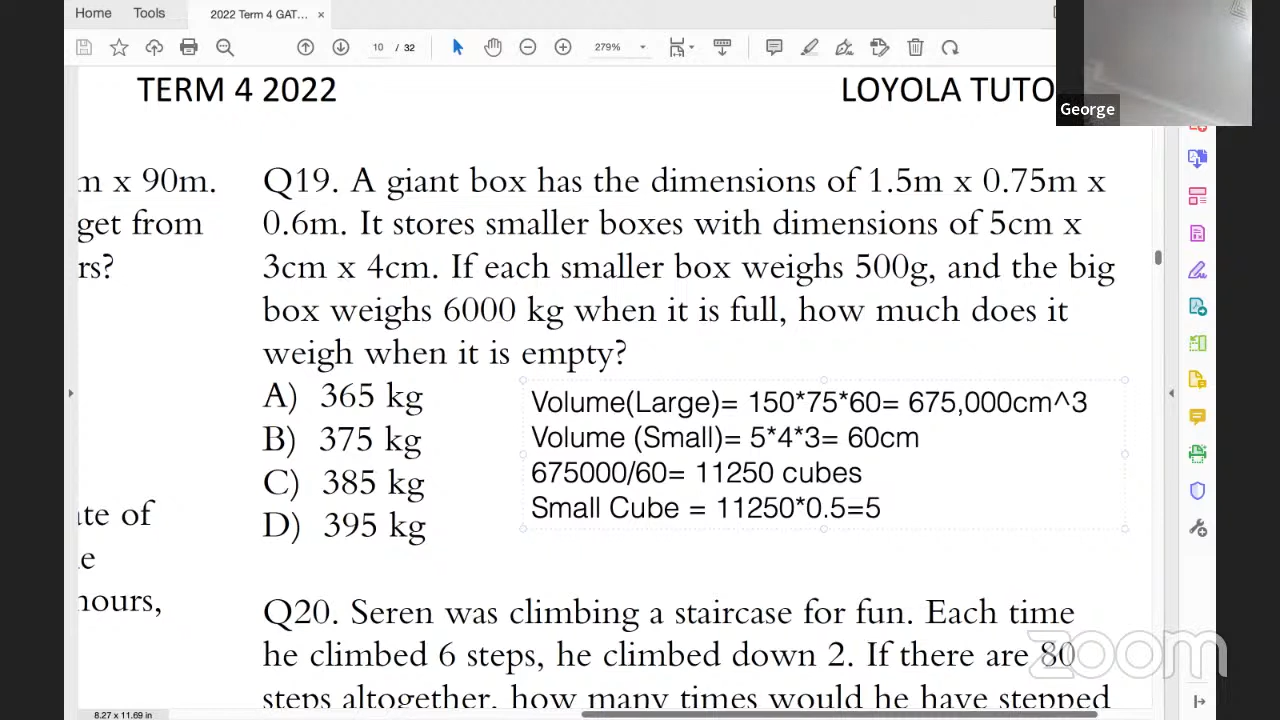 Home Tools 2022 Term 4 GAT... ×
10 / 32 279%
TERM 4 2022 LOYOLA TUTO
George
m x 90m.
get from
rs?
Q19. A giant box has the dimensions of 1.5m x 0.75m x
0.6m. It stores smaller boxes with dimensions of 5cm x
3cm x 4cm. If each smaller box weighs 500g, and the big
box weighs 6000 kg when it is full, how much does it
weigh when it is empty?
A) 365 kg
B) 375 kg
C) 385 kg
D) 395 kg
Volume(Large)= 150*75*60= 675,000cm^3
Volume (Small)= 5*4*3= 60cm
675000/60= 11250 cubes
Small Cube = 11250*0.5=5
ate of
e
hours,
Q20. Seren was climbing a staircase for fun. Each time
he climbed 6 steps, he climbed down 2. If there are 80
steps altogether, how many times would he have stepped
zoom
8.27 x 11.69 in